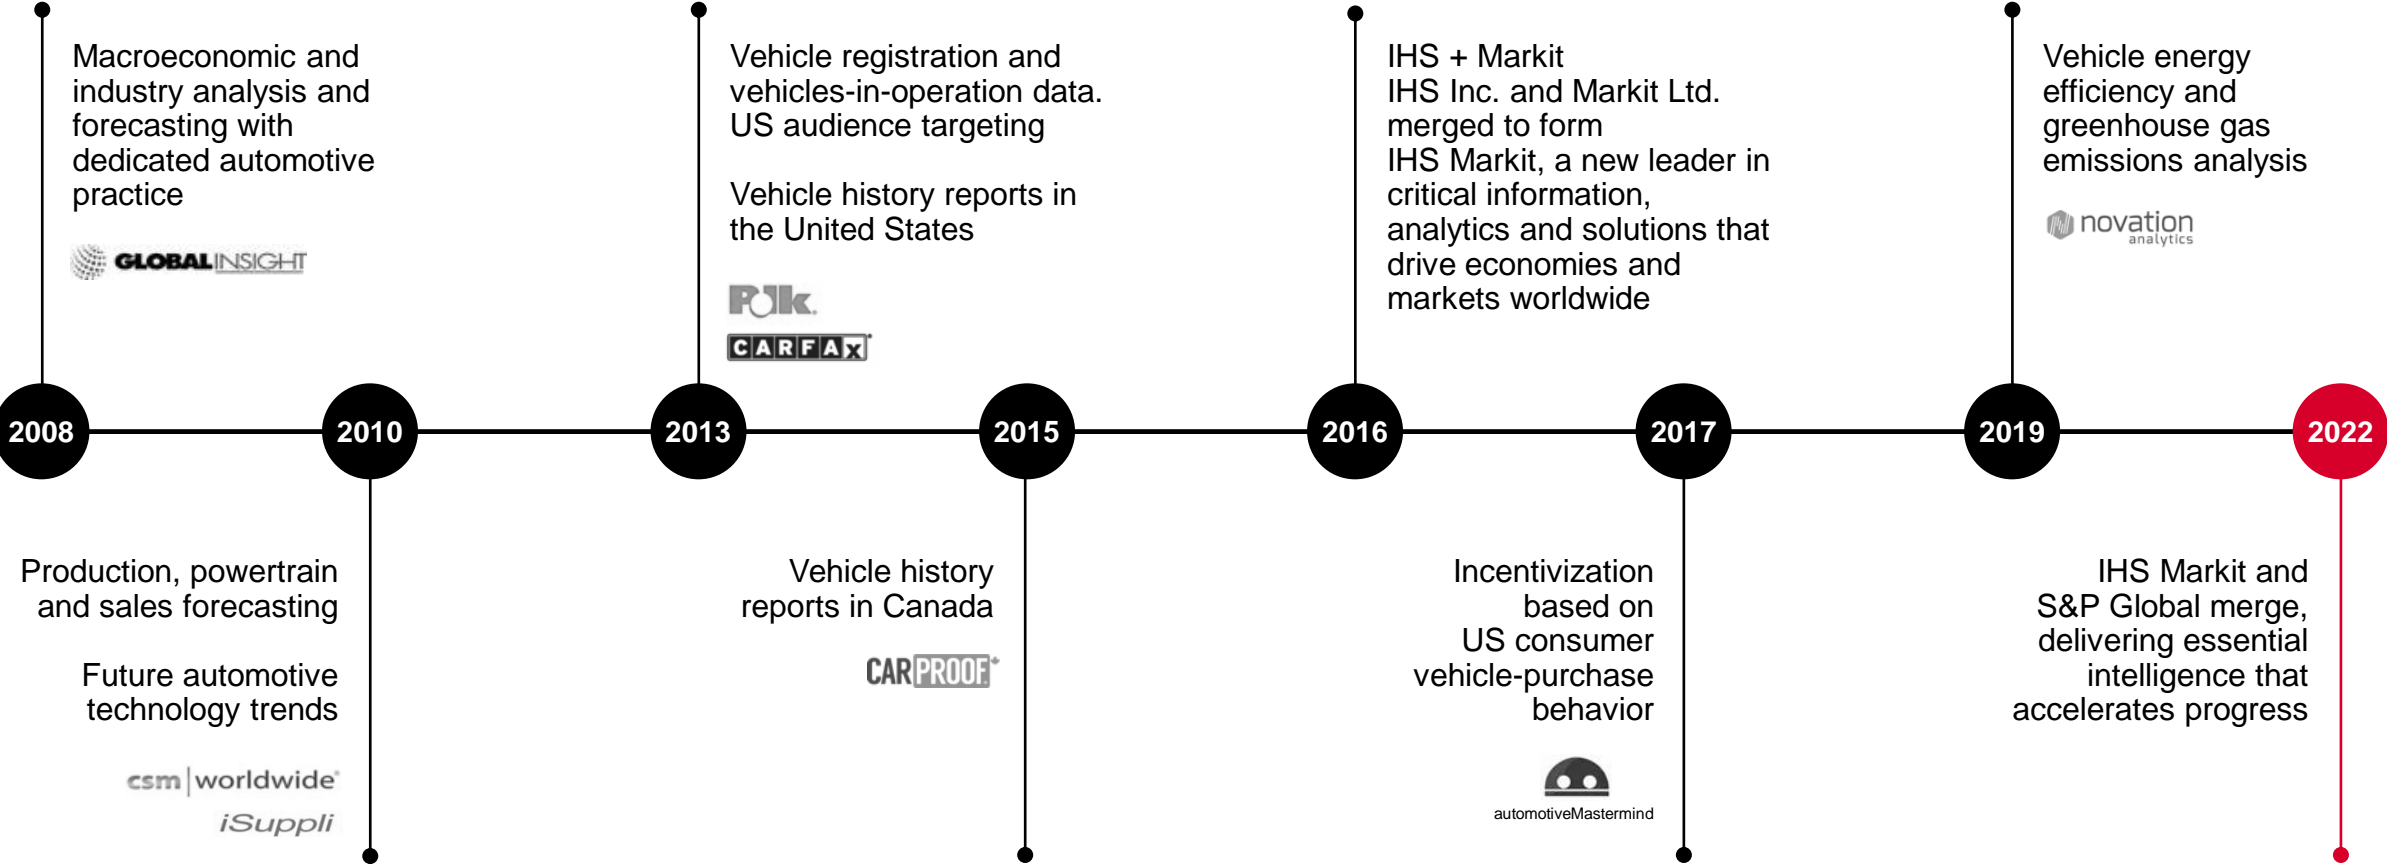 Macroeconomic and
industry analysis and
forecasting with
dedicated automotive
practice
GLOBALINSIGHT
Vehicle registration and
vehicles-in-operation data.
US audience targeting
Vehicle history reports in
the United States
Polk.
CARFAX
IHS + Markit
IHS Inc. and Markit Ltd.
merged to form
IHS Markit, a new leader in
critical information,
analytics and solutions that
drive economies and
markets worldwide
Vehicle energy
efficiency and
greenhouse gas
emissions analysis
novation
analytics
2008
2010
2013
2015
2016
2017
2019
2022
Production, powertrain
and sales forecasting
Future automotive
technology trends
csm|worldwide
iSuppli
Vehicle history
reports in Canada
CARPROOF
Incentivization
based on
US consumer
vehicle-purchase
behavior
automotiveMastermind
IHS Markit and
S&P Global merge,
delivering essential
intelligence that
accelerates progress